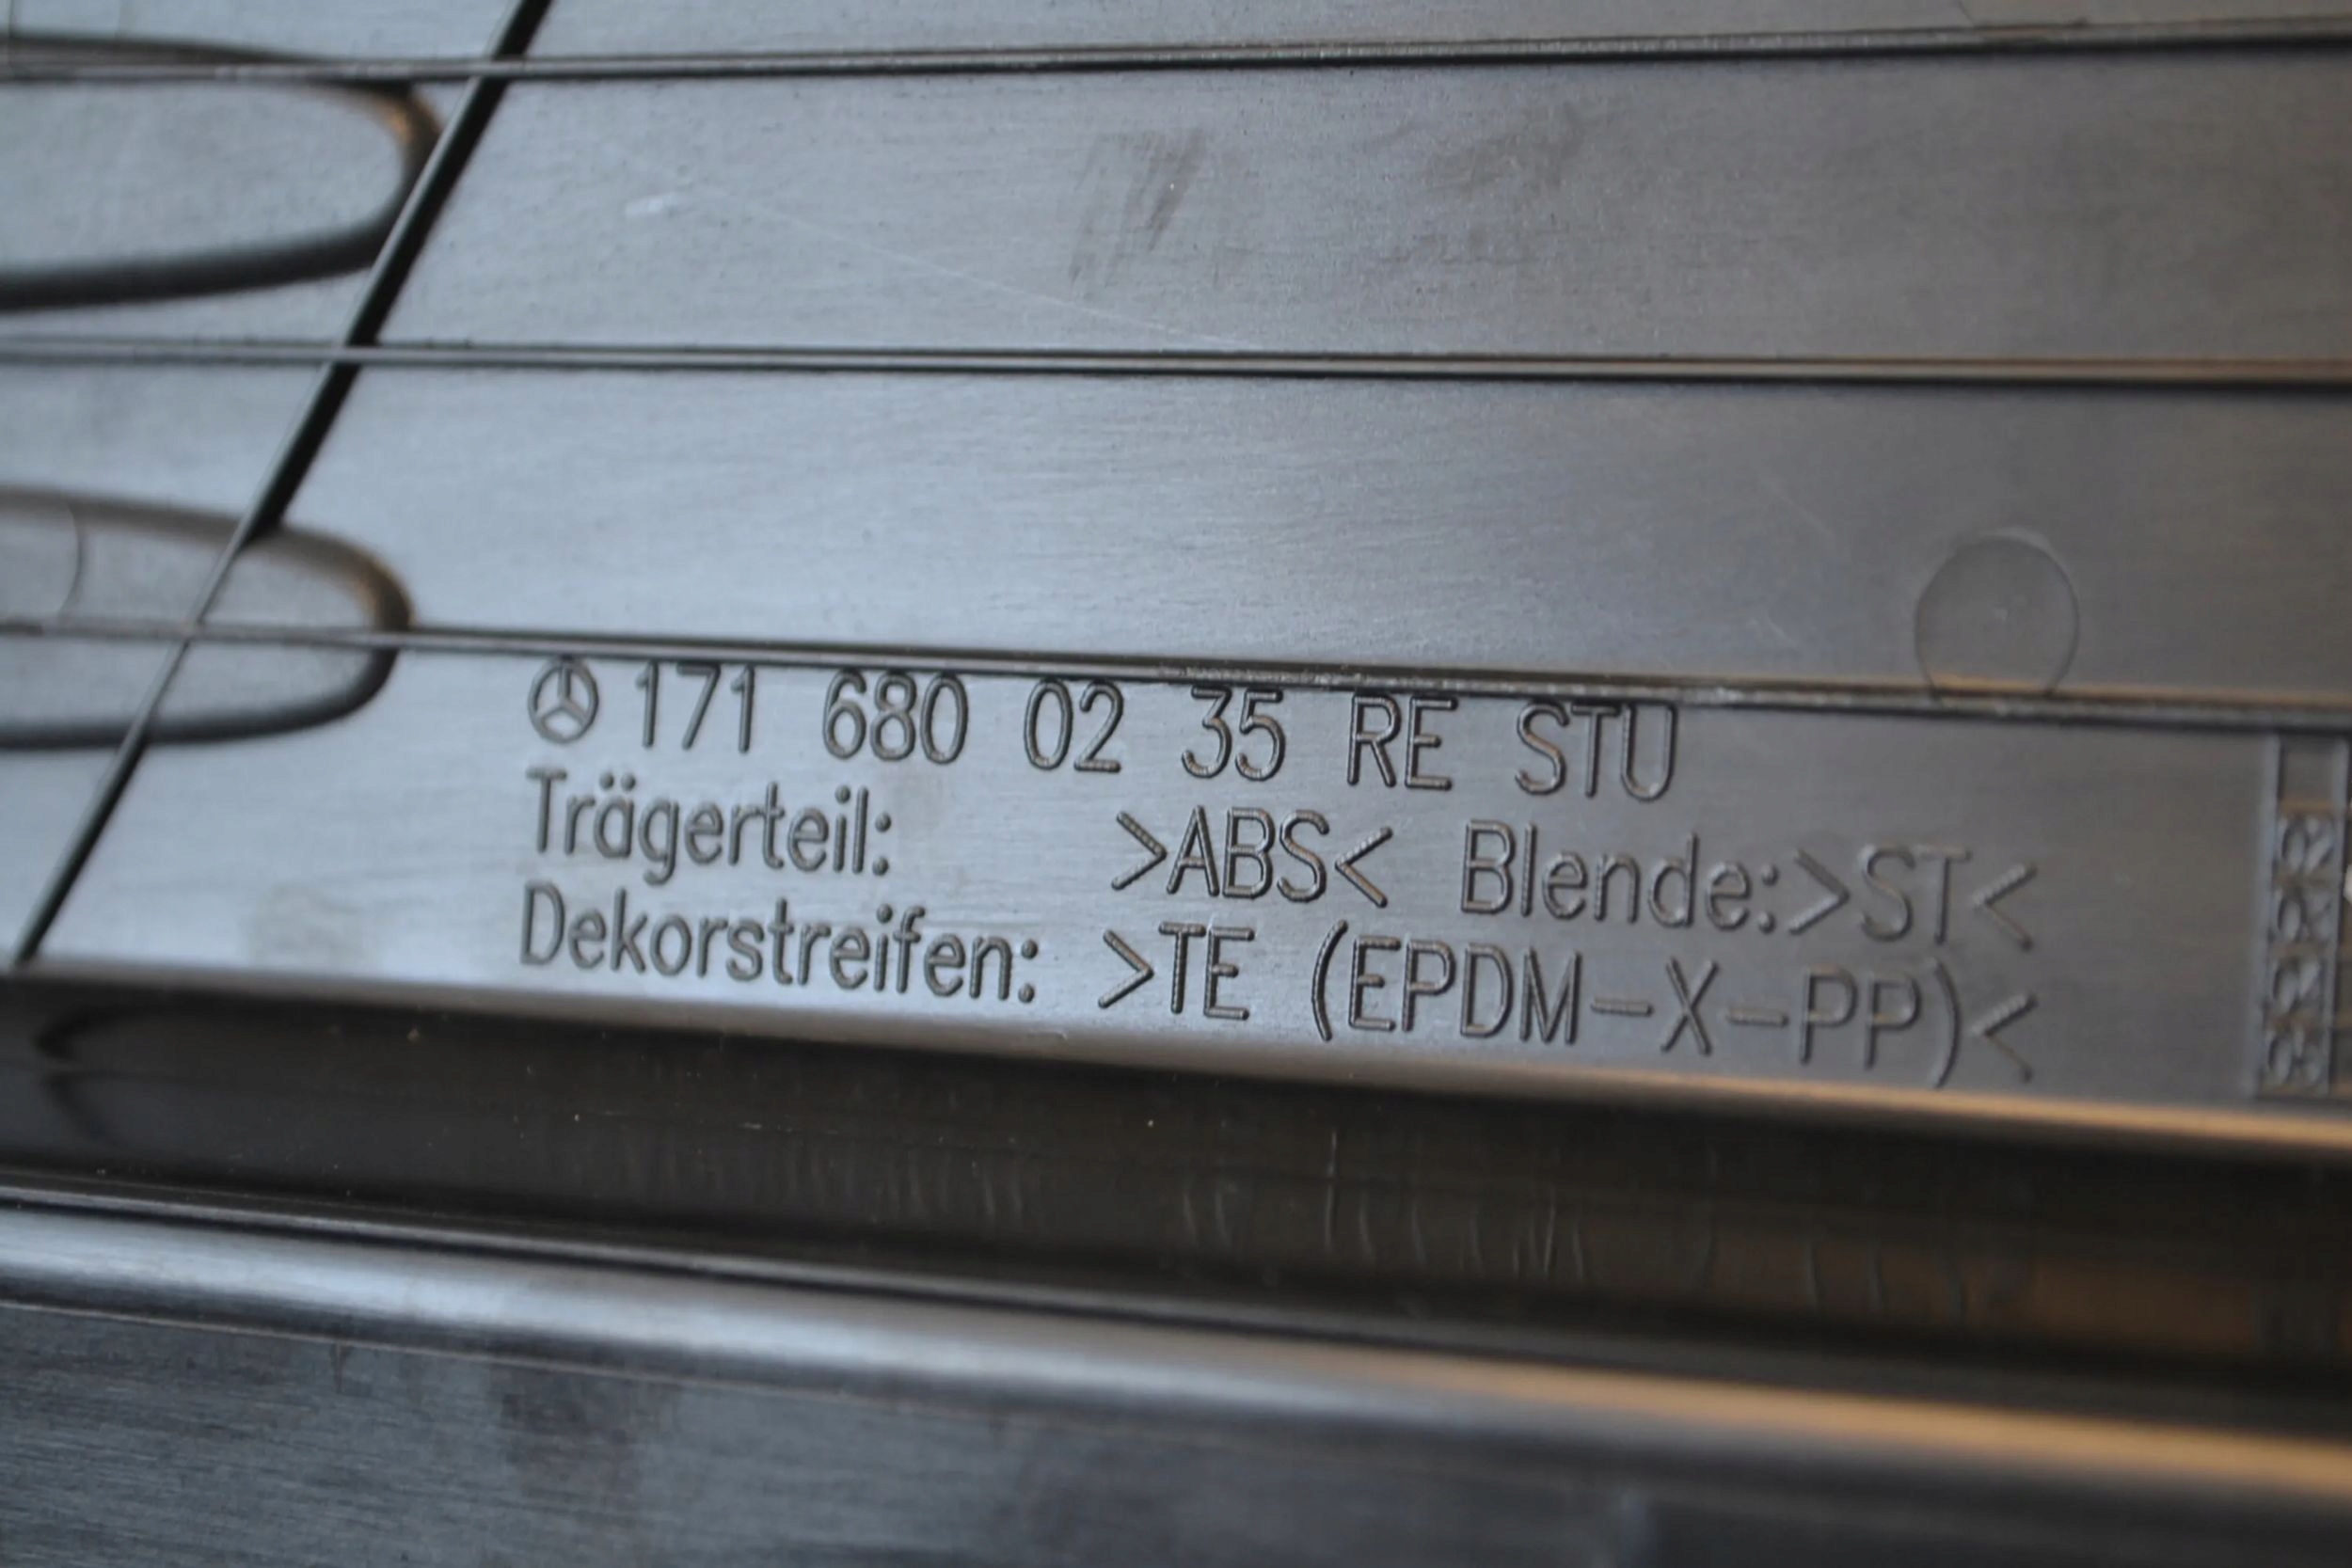 171 680 02 35 RE STU
Trägerteil: >ABS< Blende:>ST<
Dekorstreifen: >TE (EPDM-X-PP)<